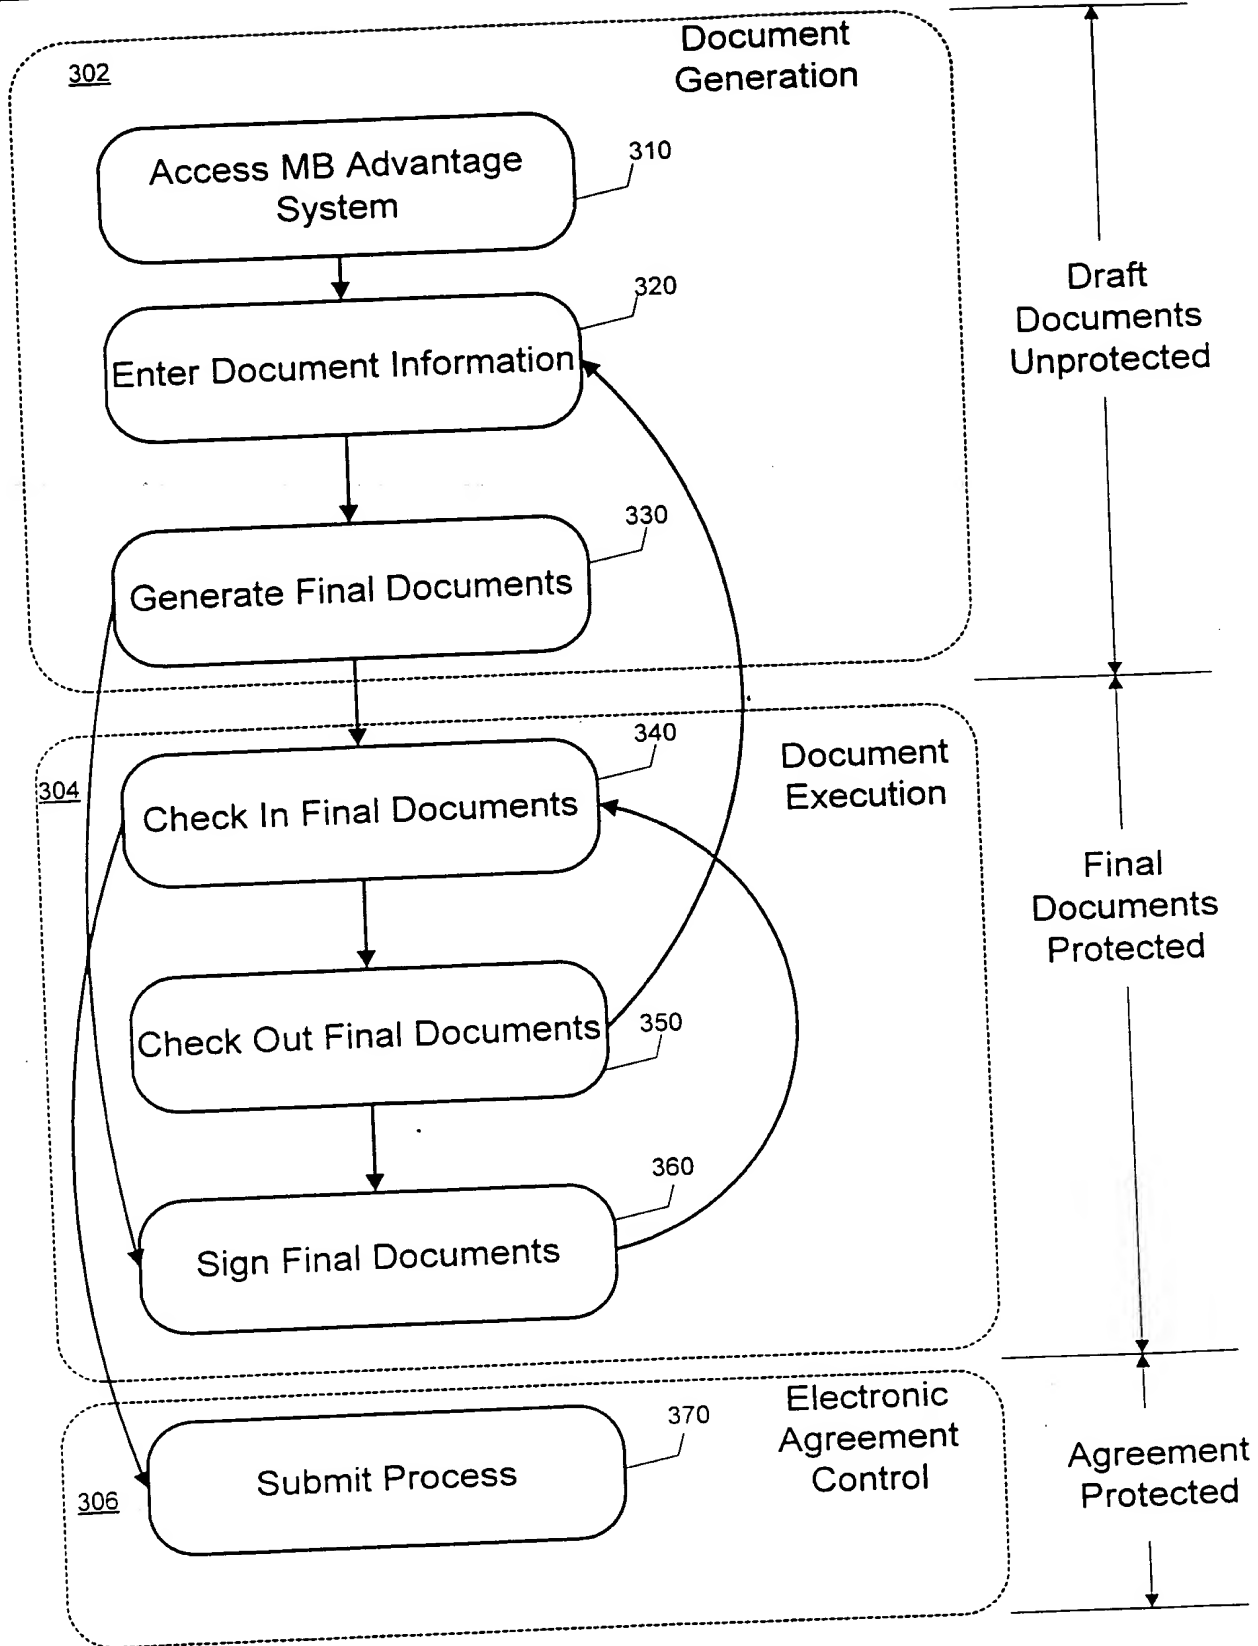 Document
Generation
302
Access MB Advantage
System
310
320
Enter Document Information
Draft
Documents
Unprotected
330
Generate Final Documents
340
Document
Execution
304
Check In Final Documents
Final
Documents
Protected
Check Out Final Documents
350
360
Sign Final Documents
Electronic
Agreement
Control
370
Submit Process
306
Agreement
Protected